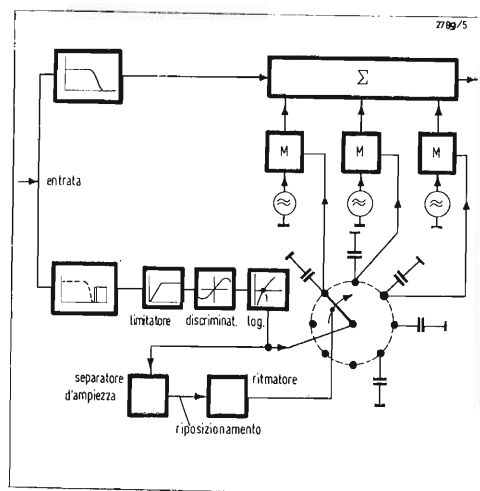 2789/5
Σ
M M M
entrata
limitatore discriminat. log.
separatore
d'ampiezza
ritmatore
riposizionamento